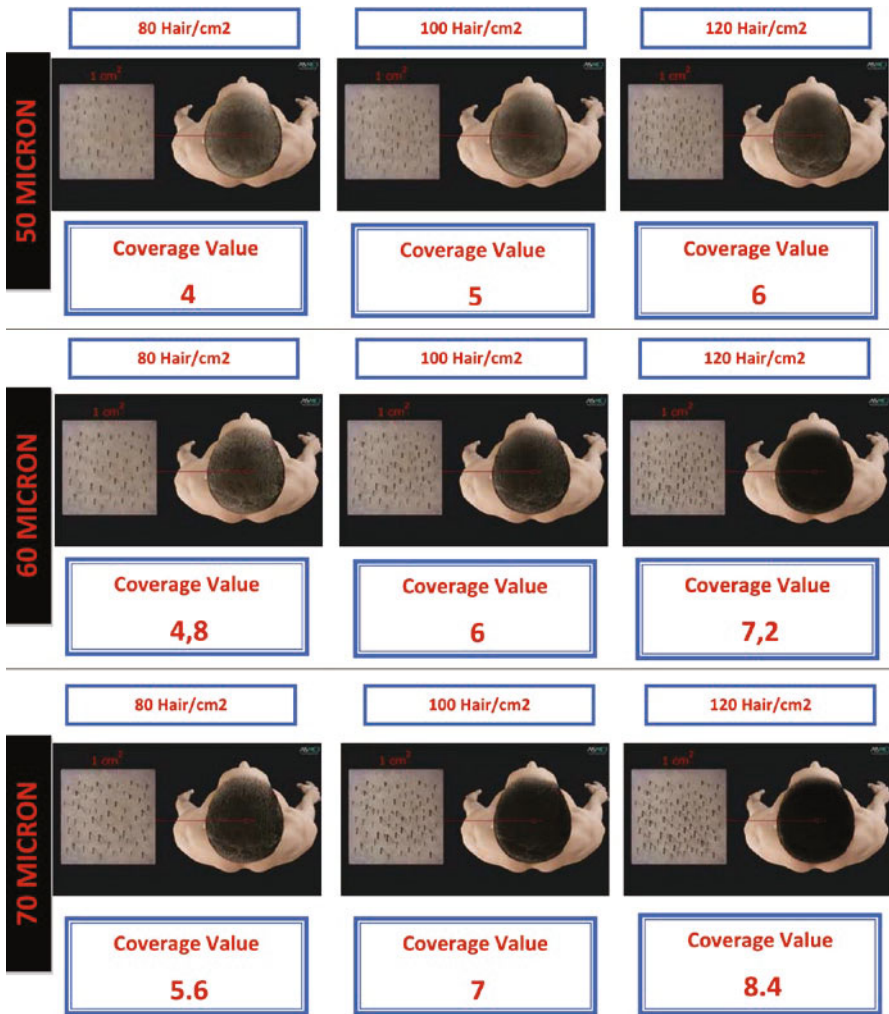 80 Hair/cm2
100 Hair/cm2
120 Hair/cm2
50 MICRON
1 cm²
Coverage Value
4
Coverage Value
5
Coverage Value
6
80 Hair/cm2
100 Hair/cm2
120 Hair/cm2
60 MICRON
1 cm²
1 cm²
1 cm²
1 cm²
1 cm²
Coverage Value
4,8
Coverage Value
6
Coverage Value
7,2
80 Hair/cm2
100 Hair/cm2
120 Hair/cm2
70 MICRON
1 cm²
1 cm²
1 cm²
Coverage Value
5.6
Coverage Value
7
Coverage Value
8.4